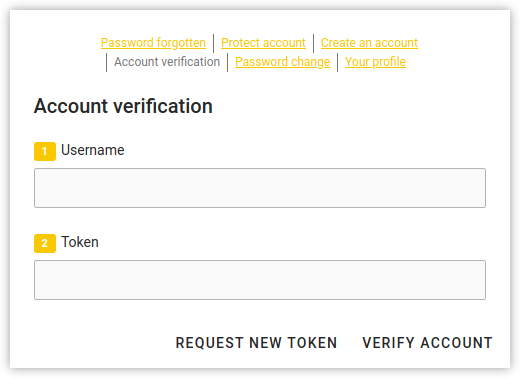 Password forgotten | Protect account | Create an account
| Account verification | Password change | Your profile
Account verification
1 Username
2 Token
REQUEST NEW TOKEN VERIFY ACCOUNT